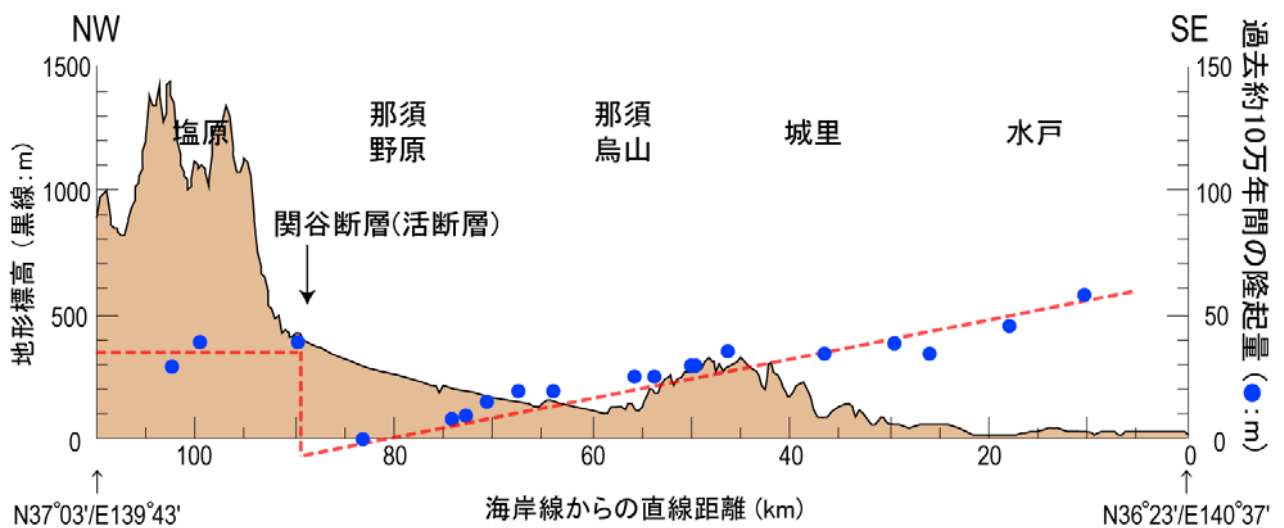 NW
SE
1500
1000
500
0
地形標高（黒線：m）
塩原
那須
野原
那須
烏山
城里
水戸
関谷断層(活断層)
150
100
50
0
過去約10万年間の隆起量（ ：m）
100
80
60
40
20
0
海岸線からの直線距離（km）
N37°03'/E139°43'
N36°23'/E140°37'